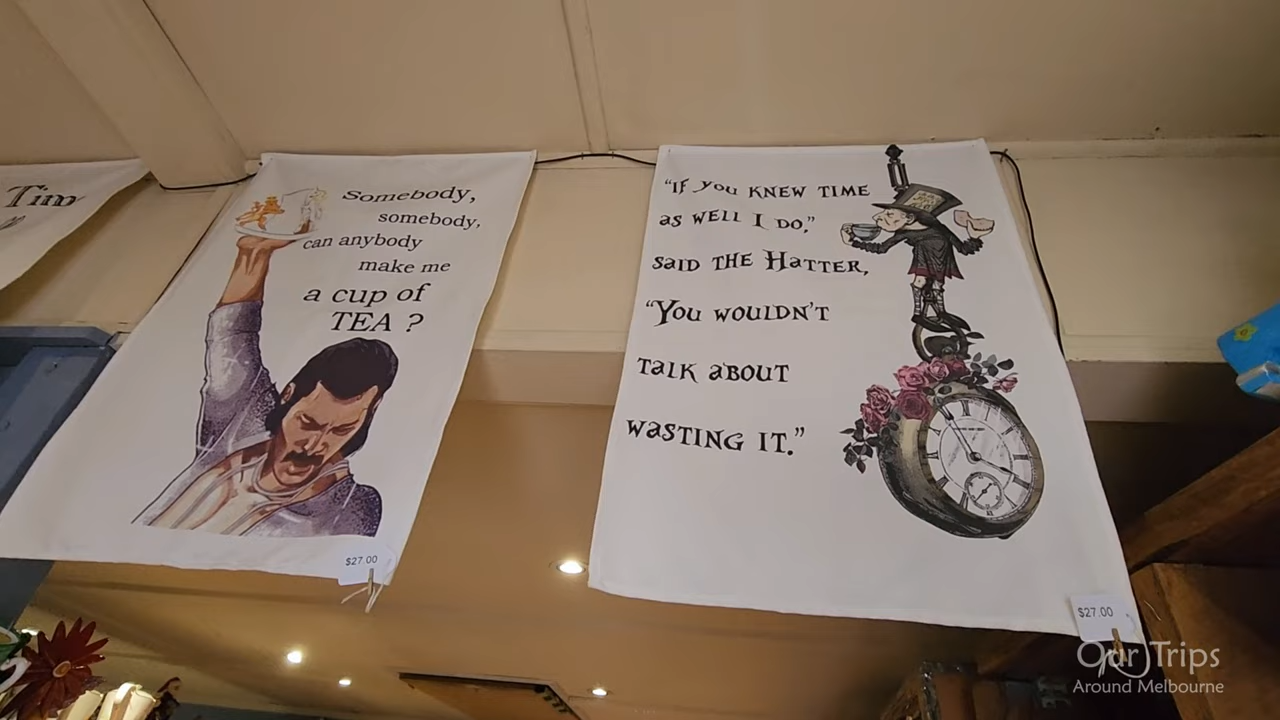 Tim
Somebody,
somebody,
can anybody
make me
a cup of
TEA ?
$27.00
"If you knew time
as well I do,"
said the Hatter,
"You wouldn't
talk about
wasting it."
$27.00
Our Trips
Around Melbourne